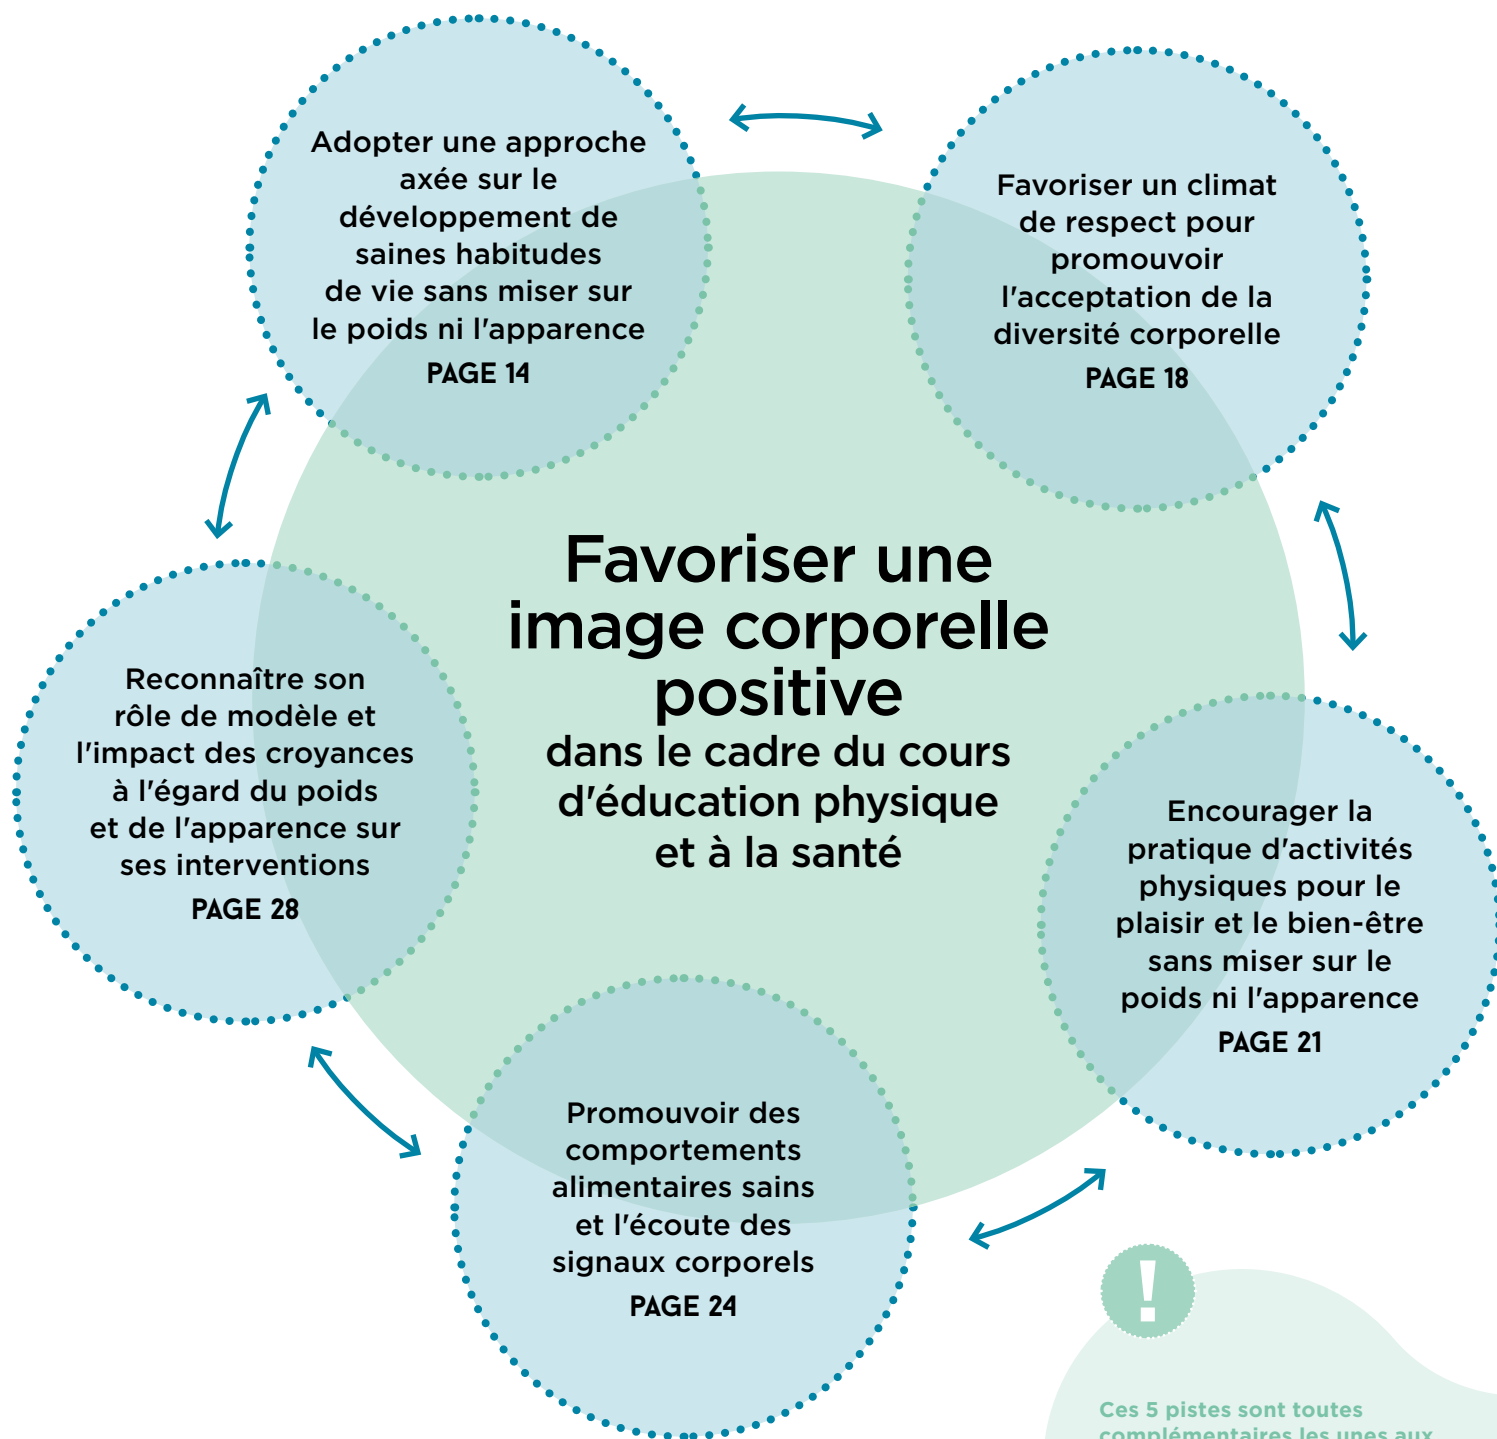 Adopter une approche
axée sur le
développement de
saines habitudes
de vie sans miser sur
le poids ni l'apparence
PAGE 14
Favoriser un climat
de respect pour
promouvoir
l'acceptation de la
diversité corporelle
PAGE 18
Favoriser une
image corporelle
positive
dans le cadre du cours
d'éducation physique
et à la santé
Reconnaître son
rôle de modèle et
l'impact des croyances
à l'égard du poids
et de l'apparence sur
ses interventions
PAGE 28
Encourager la
pratique d'activités
physiques pour le
plaisir et le bien-être
sans miser sur le
poids ni l'apparence
PAGE 21
Promouvoir des
comportements
alimentaires sains
et l'écoute des
signaux corporels
PAGE 24
!
Ces 5 pistes sont toutes
complémentaires les unes aux